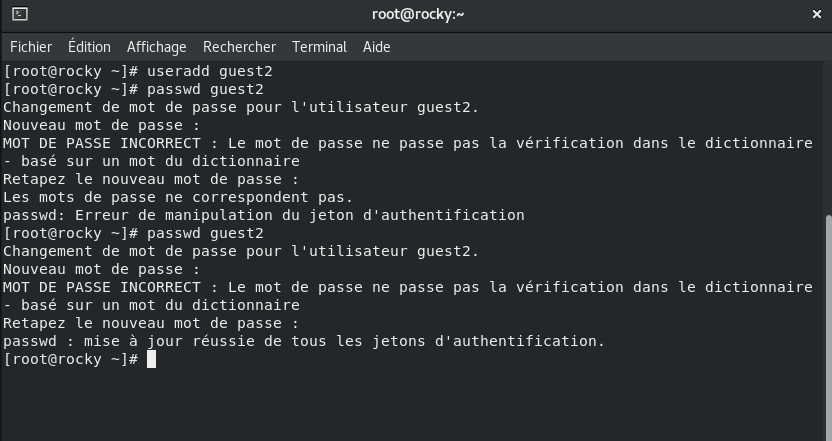 root@rocky:~
Fichier Édition Affichage Rechercher Terminal Aide
[root@rocky ~]# useradd guest2
[root@rocky ~]# passwd guest2
Changement de mot de passe pour l'utilisateur guest2.
Nouveau mot de passe :
MOT DE PASSE INCORRECT : Le mot de passe ne passe pas la vérification dans le dictionnaire
- basé sur un mot du dictionnaire
Retapez le nouveau mot de passe :
Les mots de passe ne correspondent pas.
passwd: Erreur de manipulation du jeton d'authentification
[root@rocky ~]# passwd guest2
Changement de mot de passe pour l'utilisateur guest2.
Nouveau mot de passe :
MOT DE PASSE INCORRECT : Le mot de passe ne passe pas la vérification dans le dictionnaire
- basé sur un mot du dictionnaire
Retapez le nouveau mot de passe :
passwd : mise à jour réussie de tous les jetons d'authentification.
[root@rocky ~]#